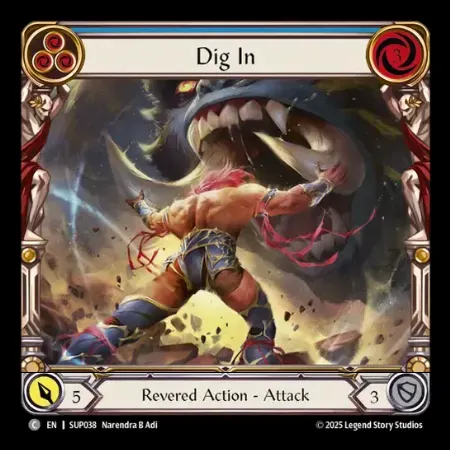 Dig In
3
5
Revered Action - Attack
3
C EN | SUP038 Narendra B Adi
© 2025 Legend Story Studios